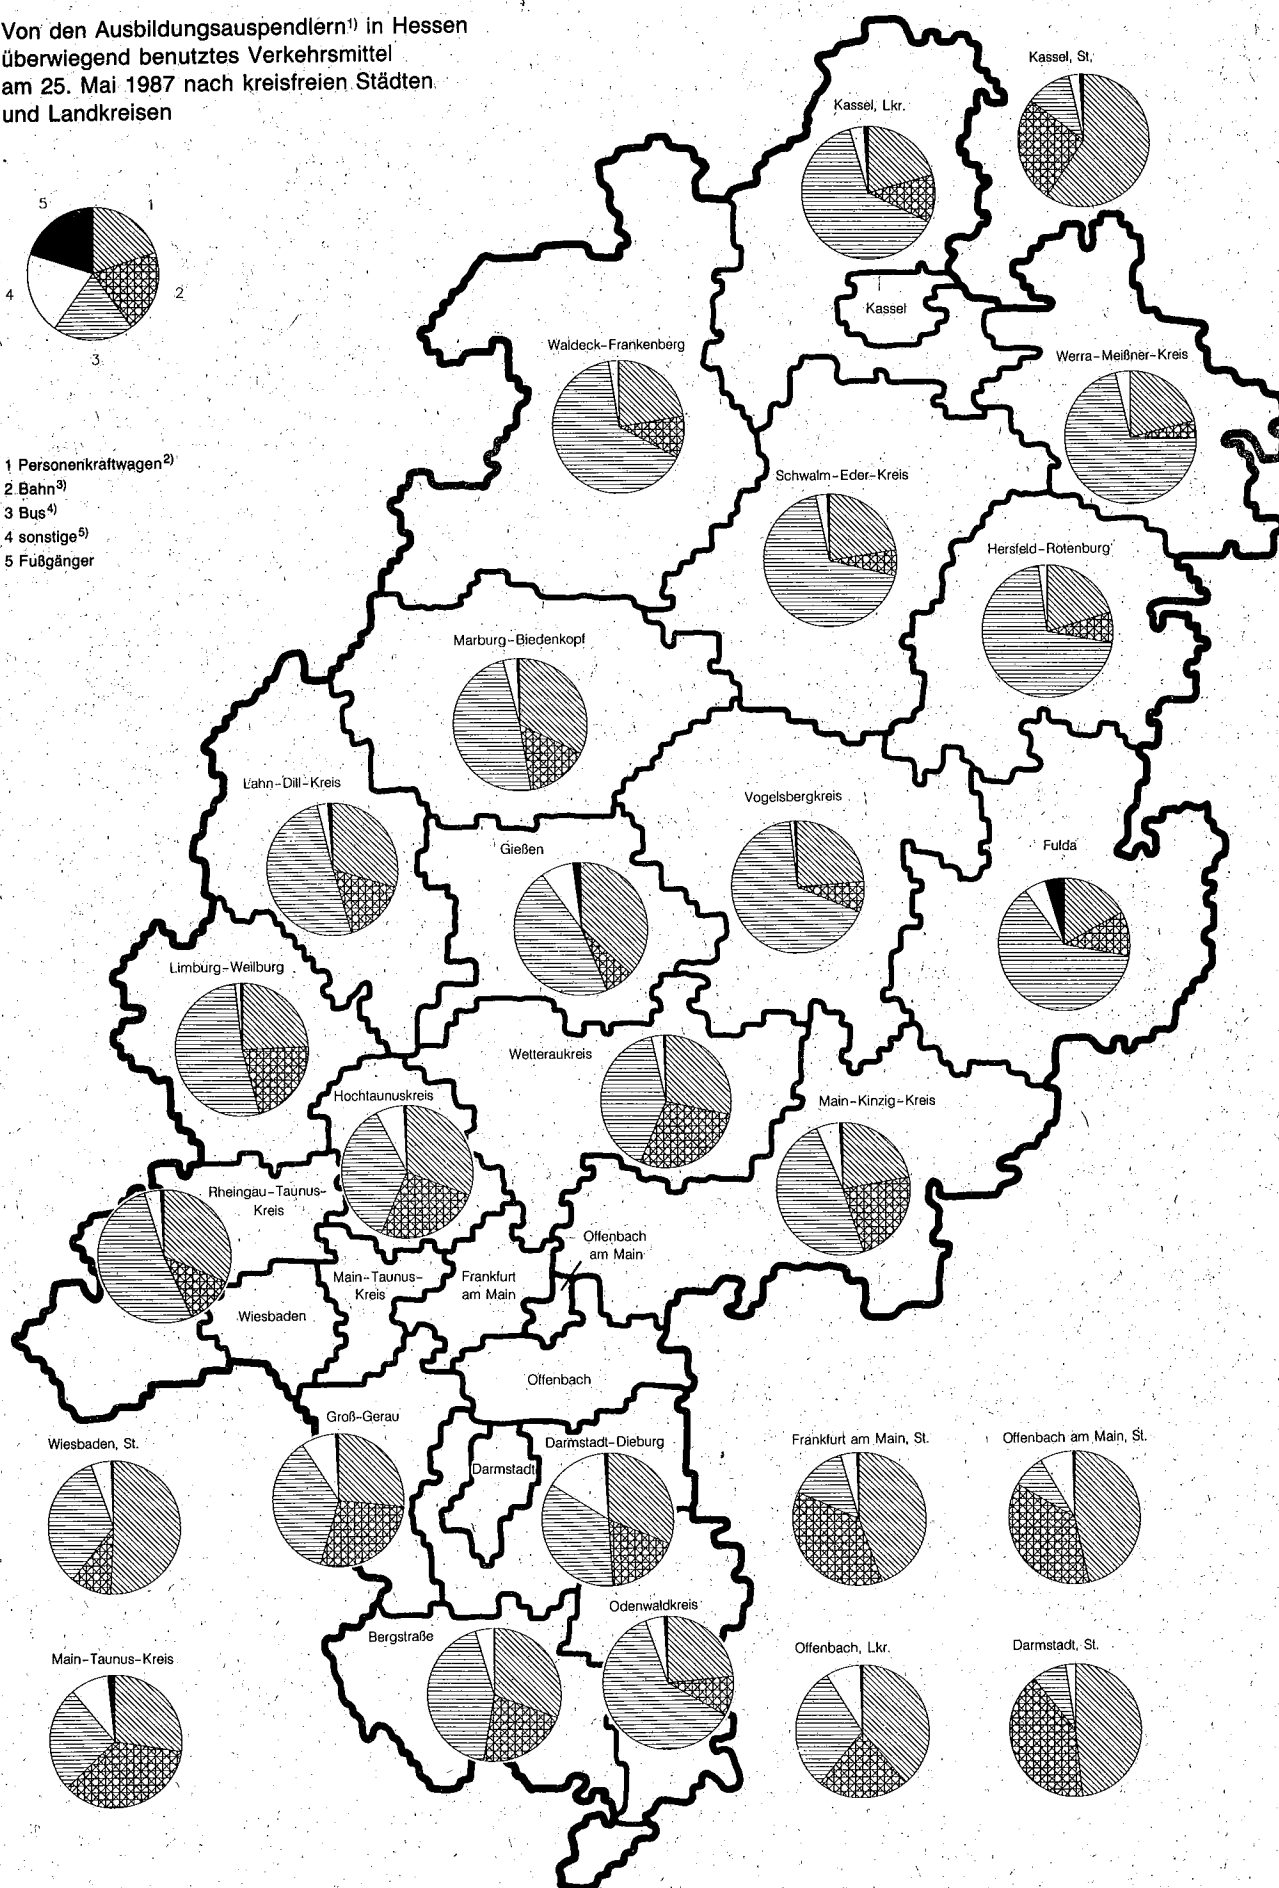 Von den Ausbildungsauspendlern¹⁾ in Hessen
überwiegend benutztes Verkehrsmittel
am 25. Mai 1987 nach kreisfreien Städten
und Landkreisen
5
1
4
2
3
1 Personenkraftwagen²⁾
2 Bahn³⁾
3 Bus⁴⁾
4 sonstige⁵⁾
5 Fußgänger
Kassel, St.
Kassel, Lkr.
Kassel
Waldeck-Frankenberg
Werra-Meißner-Kreis
Schwalm-Eder-Kreis
Hersfeld-Rotenburg
Marburg-Biedenkopf
Lahn-Dill-Kreis
Vogelsbergkreis
Gießen
Fulda
Limburg-Weilburg
Wetteraukreis
Hochtaunuskreis
Main-Kinzig-Kreis
Rheingau-Taunus-
Kreis
Offenbach
am Main
Main-Taunus-
Kreis
Frankfurt
am Main
Wiesbaden
Offenbach
Groß-Gerau
Wiesbaden, St.
Darmstadt-Dieburg
Darmstadt
Frankfurt am Main, St.
Offenbach am Main, St.
Odenwaldkreis
Bergstraße
Main-Taunus-Kreis
Offenbach, Lkr.
Darmstadt, St.